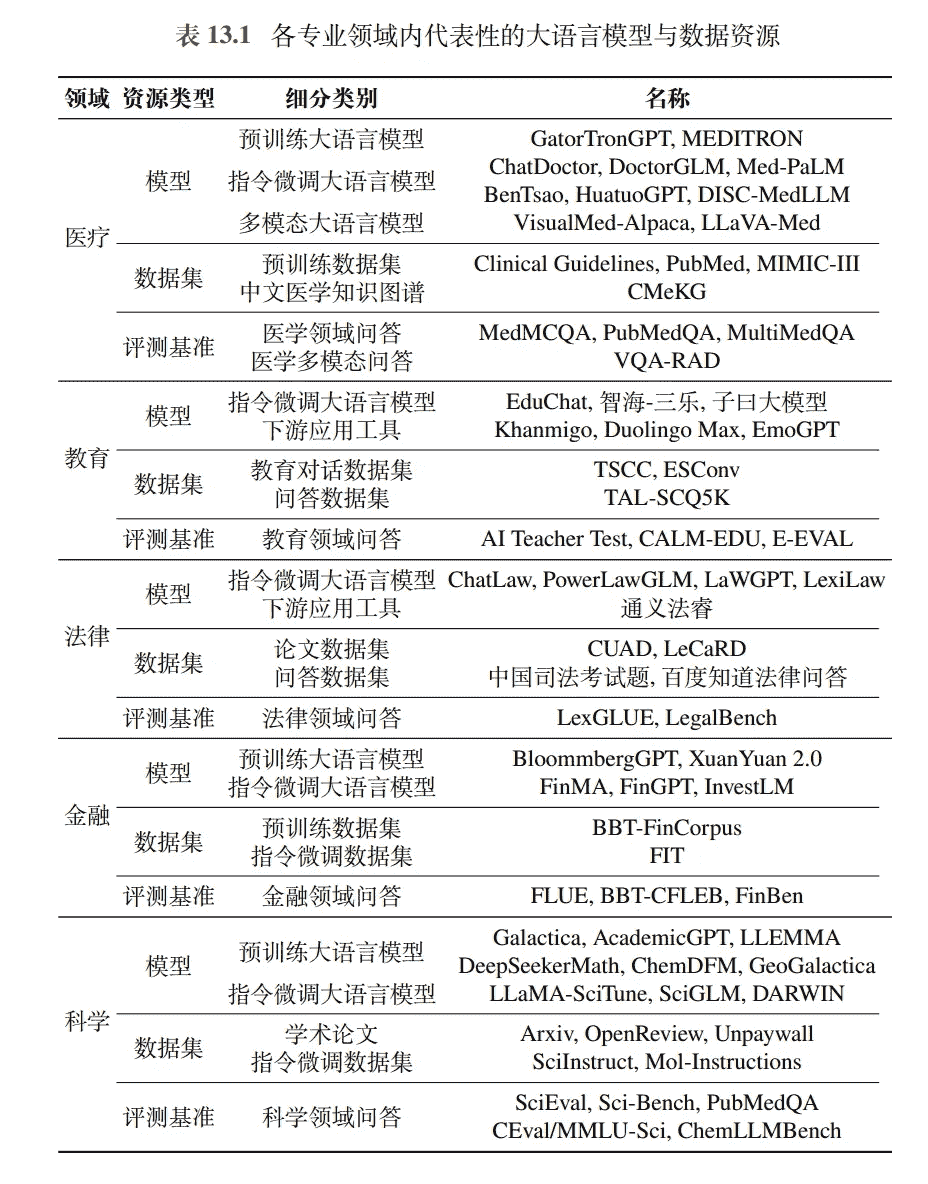 表 13.1 各专业领域内代表性的大语言模型与数据资源
领域 资源类型 细分类别 名称
医疗
模型
预训练大语言模型 GatorTronGPT, MEDITRON
指令微调大语言模型 ChatDoctor, DoctorGLM, Med-PaLM
BenTsao, HuatuoGPT, DISC-MedLLM
多模态大语言模型 VisualMed-Alpaca, LLaVA-Med
数据集
预训练数据集 Clinical Guidelines, PubMed, MIMIC-III
中文医学知识图谱 CMeKG
评测基准
医学领域问答 MedMCQA, PubMedQA, MultiMedQA
医学多模态问答 VQA-RAD
教育
模型
指令微调大语言模型 EduChat, 智海-三乐, 子曰大模型
下游应用工具 Khanmigo, Duolingo Max, EmoGPT
数据集
教育对话数据集 TSCC, ESConv
问答数据集 TAL-SCQ5K
评测基准 教育领域问答 AI Teacher Test, CALM-EDU, E-EVAL
法律
模型
指令微调大语言模型 ChatLaw, PowerLawGLM, LaWGPT, LexiLaw
下游应用工具 通义法睿
数据集
论文数据集 CUAD, LeCaRD
问答数据集 中国司法考试题, 百度知道法律问答
评测基准 法律领域问答 LexGLUE, LegalBench
金融
模型
预训练大语言模型 BloommbergGPT, XuanYuan 2.0
指令微调大语言模型 FinMA, FinGPT, InvestLM
数据集
预训练数据集 BBT-FinCorpus
指令微调数据集 FIT
评测基准 金融领域问答 FLUE, BBT-CFLEB, FinBen
科学
模型
预训练大语言模型 Galactica, AcademicGPT, LLEMMA
DeepSeekerMath, ChemDFM, GeoGalactica
指令微调大语言模型 LLaMA-SciTune, SciGLM, DARWIN
数据集
学术论文 Arxiv, OpenReview, Unpaywall
指令微调数据集 SciInstruct, Mol-Instructions
评测基准 科学领域问答 SciEval, Sci-Bench, PubMedQA
CEval/MMLU-Sci, ChemLLMBench